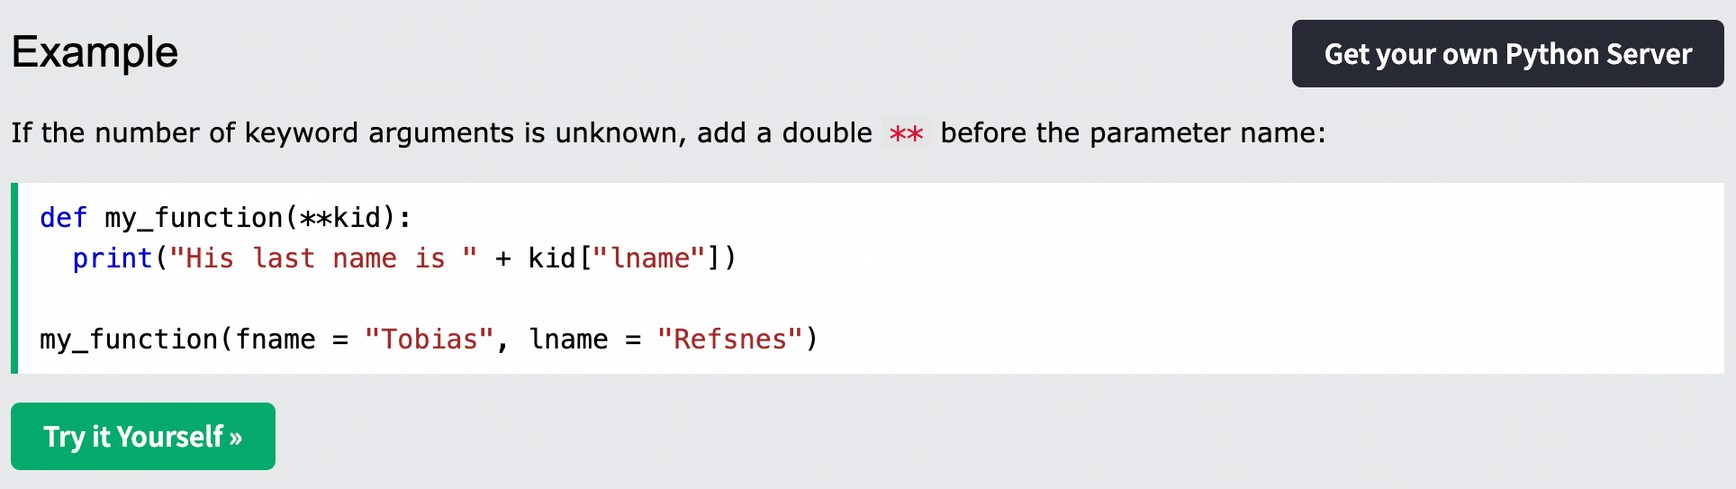 Example
Get your own Python Server
If the number of keyword arguments is unknown, add a double ** before the parameter name:
def my_function(**kid):
  print("His last name is " + kid["lname"])
my_function(fname = "Tobias", lname = "Refsnes")
Try it Yourself »